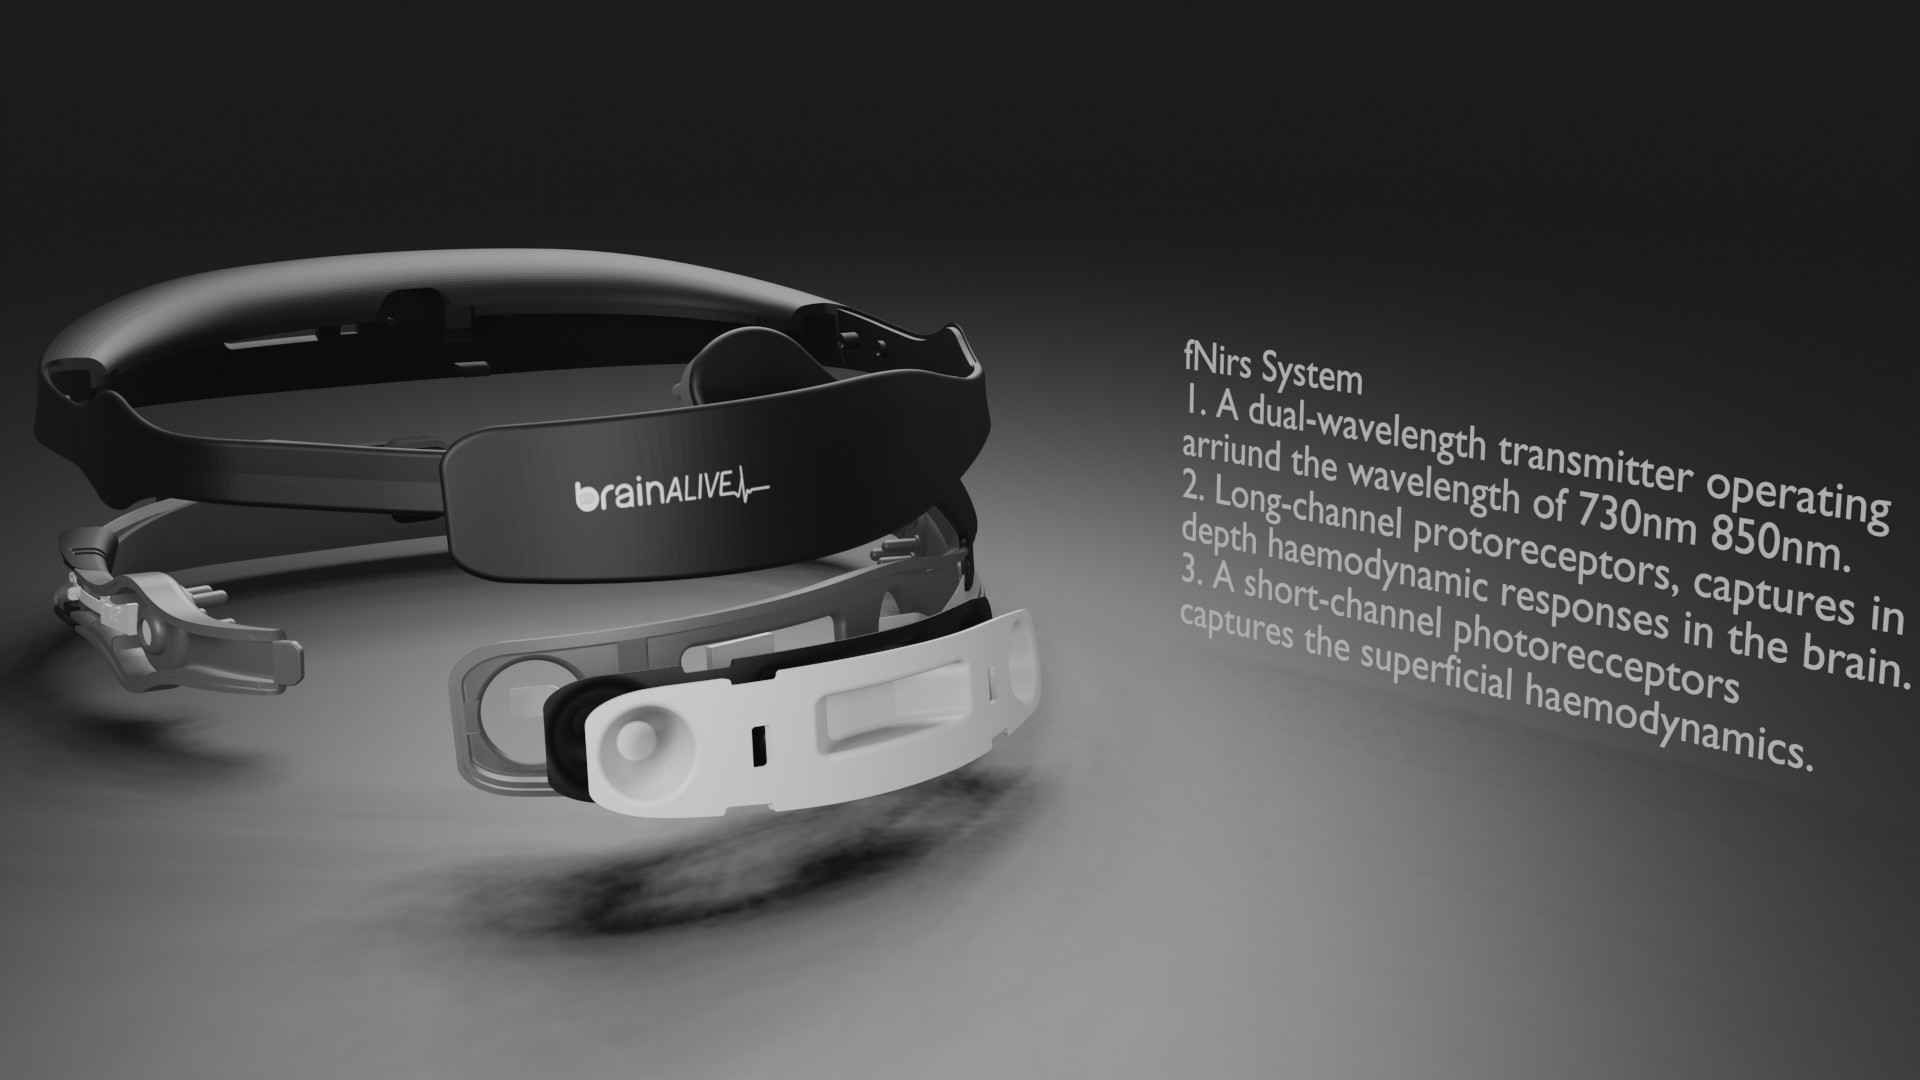 brainALIVE
fNirs System
1. A dual-wavelength transmitter operating
arriund the wavelength of 730nm 850nm.
2. Long-channel protoreceptors, captures in
depth haemodynamic responses in the brain.
3. A short-channel photorecceptors
captures the superficial haemodynamics.